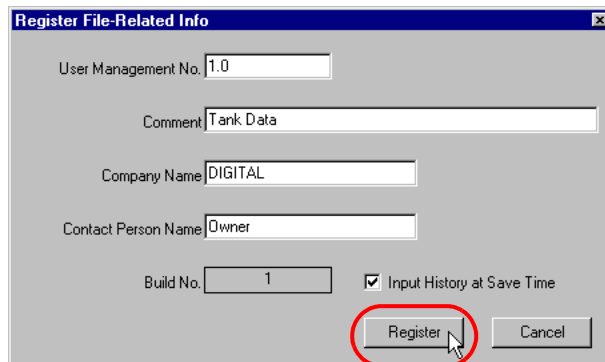 Register File-Related Info
User Management No. 1.0
Comment Tank Data
Company Name DIGITAL
Contact Person Name Owner
Build No. 1 Input History at Save Time
Register Cancel